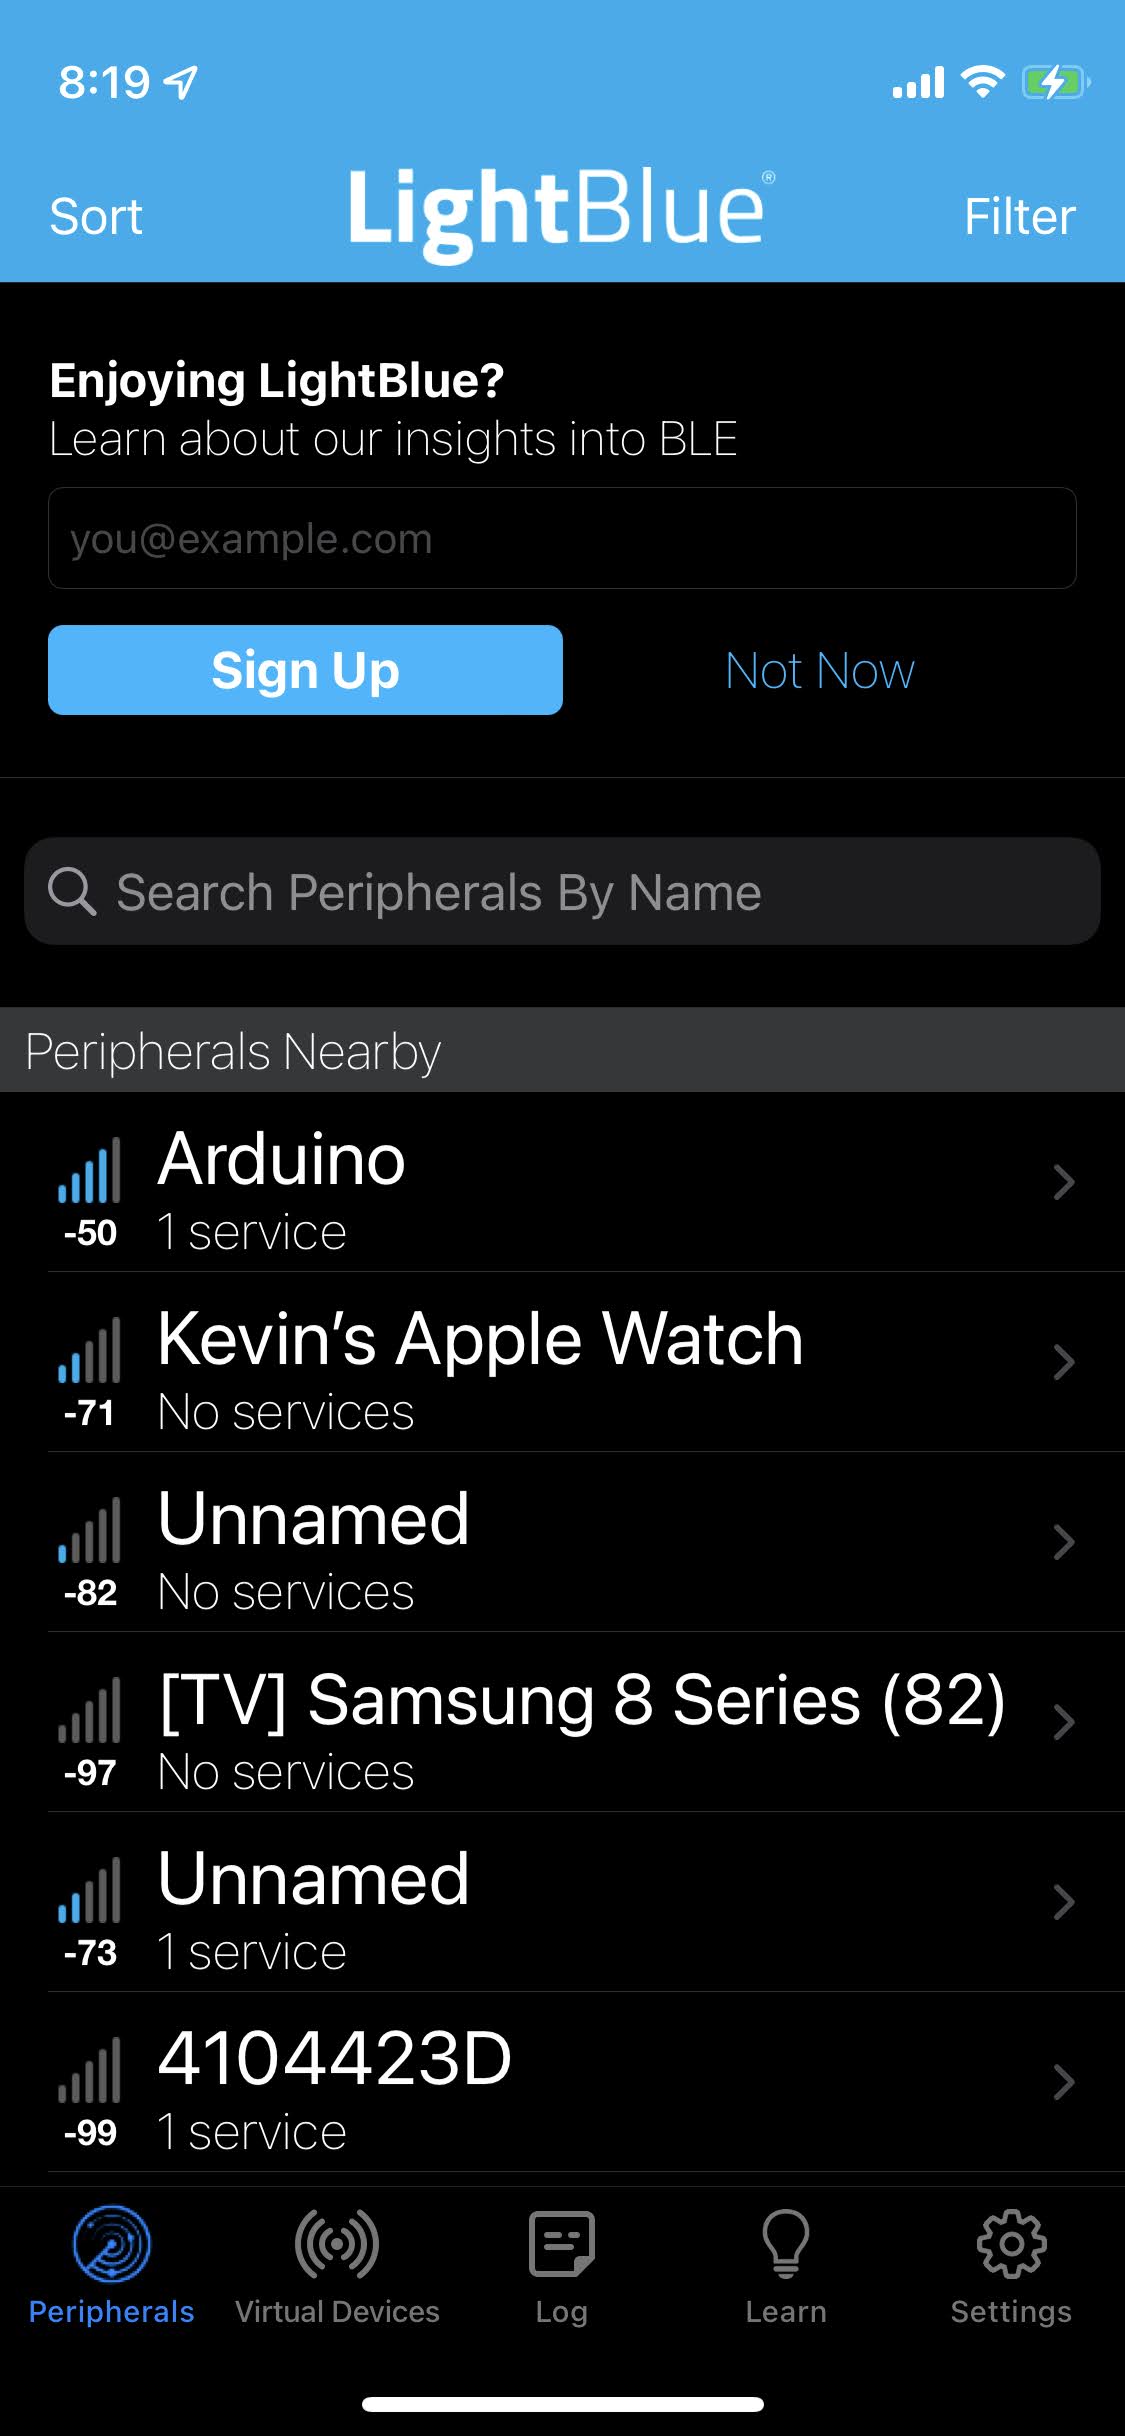 8:19
Sort LightBlue® Filter
Enjoying LightBlue?
Learn about our insights into BLE
you@example.com
Sign Up Not Now
Search Peripherals By Name
Peripherals Nearby
Arduino
-50 1 service
Kevin’s Apple Watch
-71 No services
Unnamed
-82 No services
[TV] Samsung 8 Series (82)
-97 No services
Unnamed
-73 1 service
4104423D
-99 1 service
Peripherals Virtual Devices Log Learn Settings